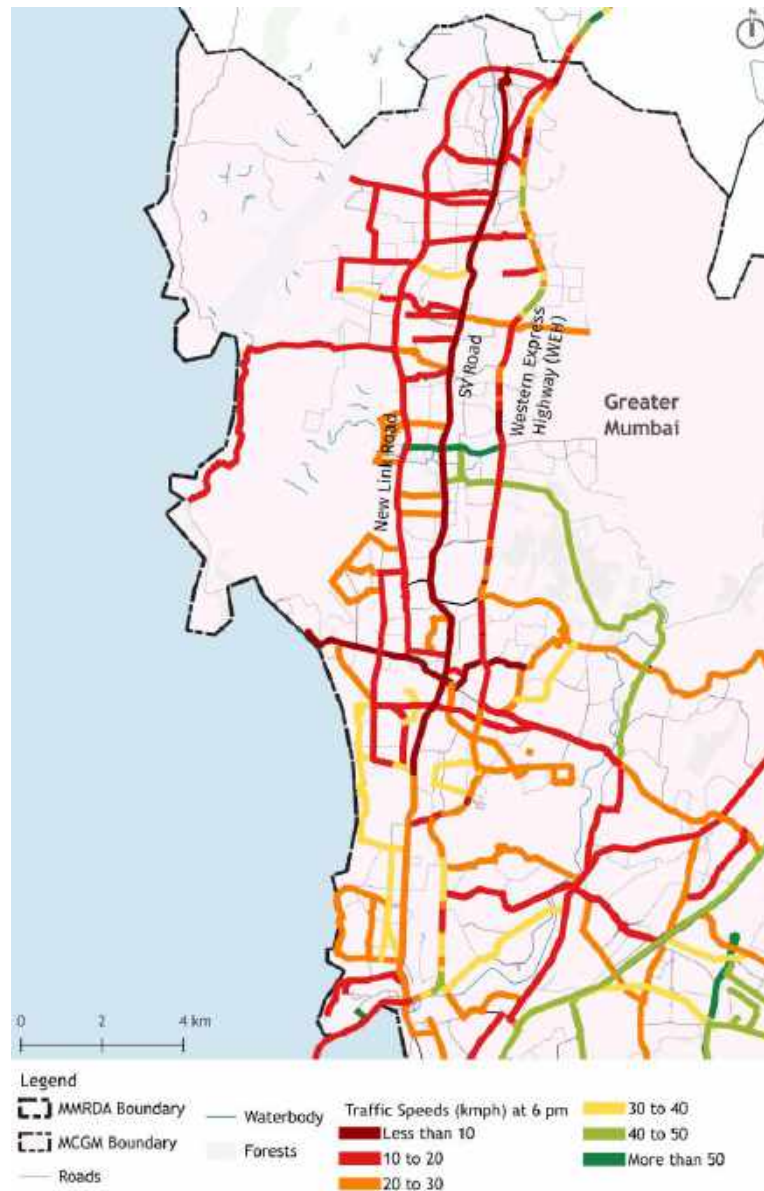 z
New Link Road
SV Road
Western Express
Highway (WEH)
Greater
Mumbai
0 2 4 km
Legend
MMRDA Boundary
MCGM Boundary
Roads
Waterbody
Forests
Traffic Speeds (kmph) at 6 pm
Less than 10
10 to 20
20 to 30
30 to 40
40 to 50
More than 50